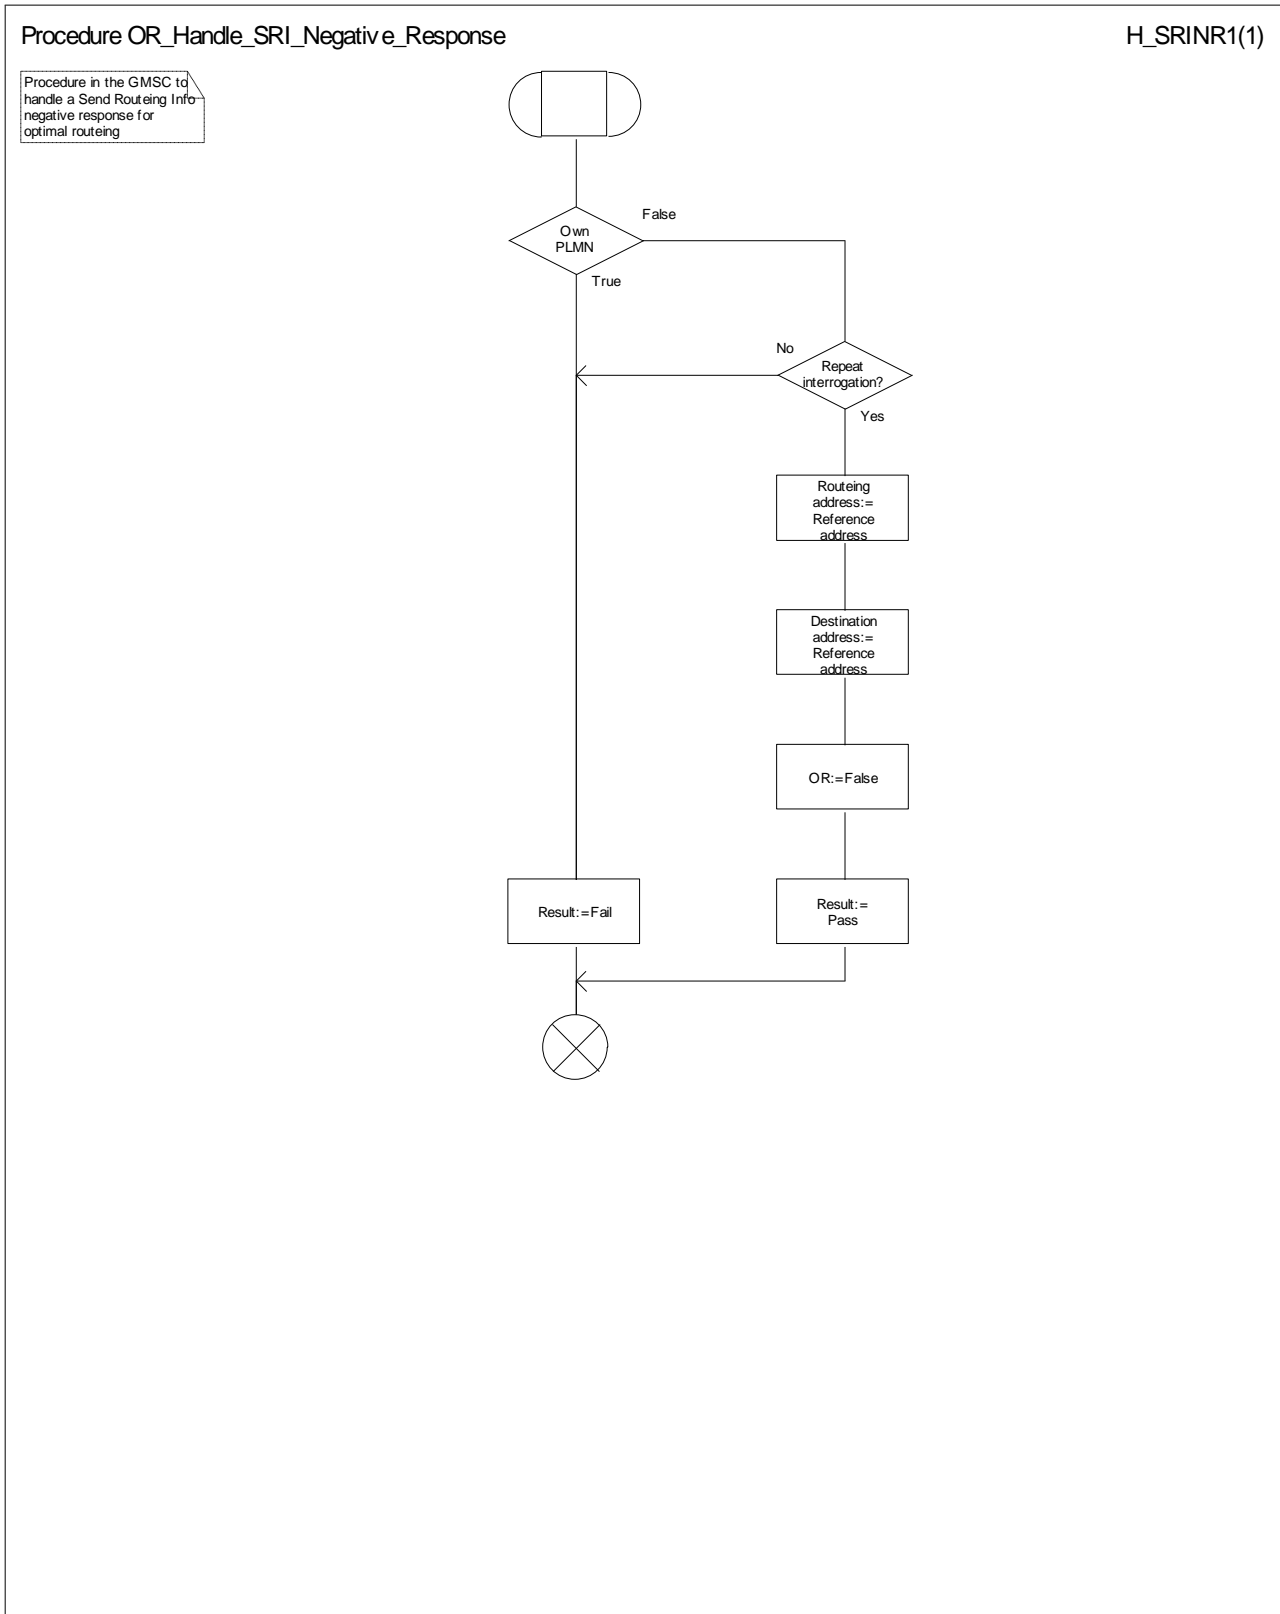 Procedure OR_Handle_SRI_Negative_Response
H_SRINR1(1)
Procedure in the GMSC to
handle a Send Routeing Info
negative response for
optimal routeing
False
Own
PLMN
True
No
Repeat
interrogation?
Yes
Routeing
address:=
Reference
address
Destination
address:=
Reference
address
OR:=False
Result:=Fail
Result:=
Pass